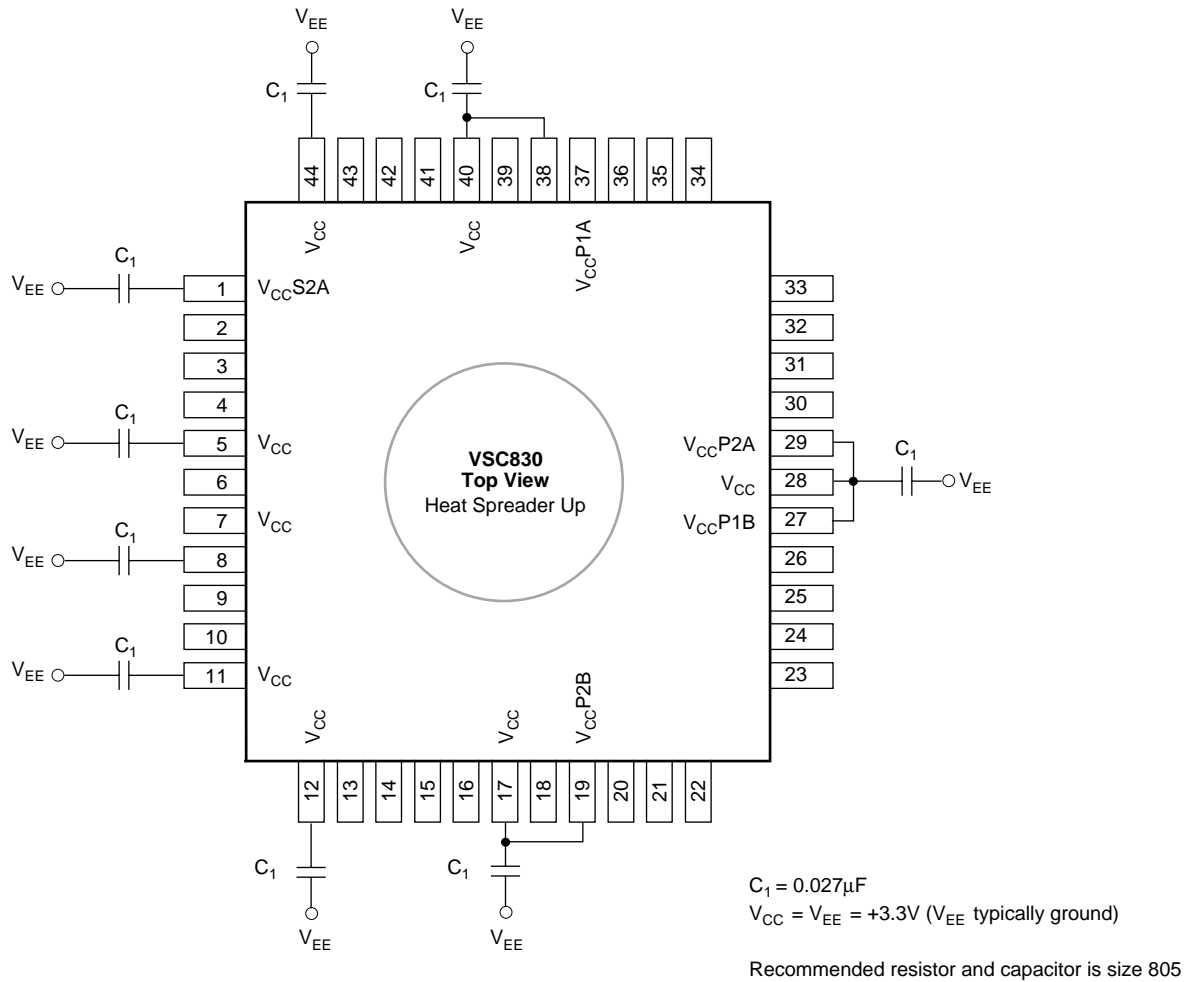 VEE VEE
C1 C1
44 43 42 41 40 39 38 37 36 35 34
VCC VCC VCCP1A
C1
VEE 1 VCCS2A 33
2 32
3 31
4 30
C1
VEE 5 VCC VCCP2A 29 C1
6 VCC 28 VEE
7 VCC VCCP1B 27
C1
VEE 8 26
9 25
10 24
C1
VEE 11 VCC 23
VSC830
Top View
Heat Spreader Up
VCC VCC VCCP2B
12 13 14 15 16 17 18 19 20 21 22
C1 C1
VEE VEE
C1 = 0.027µF
VCC = VEE = +3.3V (VEE typically ground)
Recommended resistor and capacitor is size 805